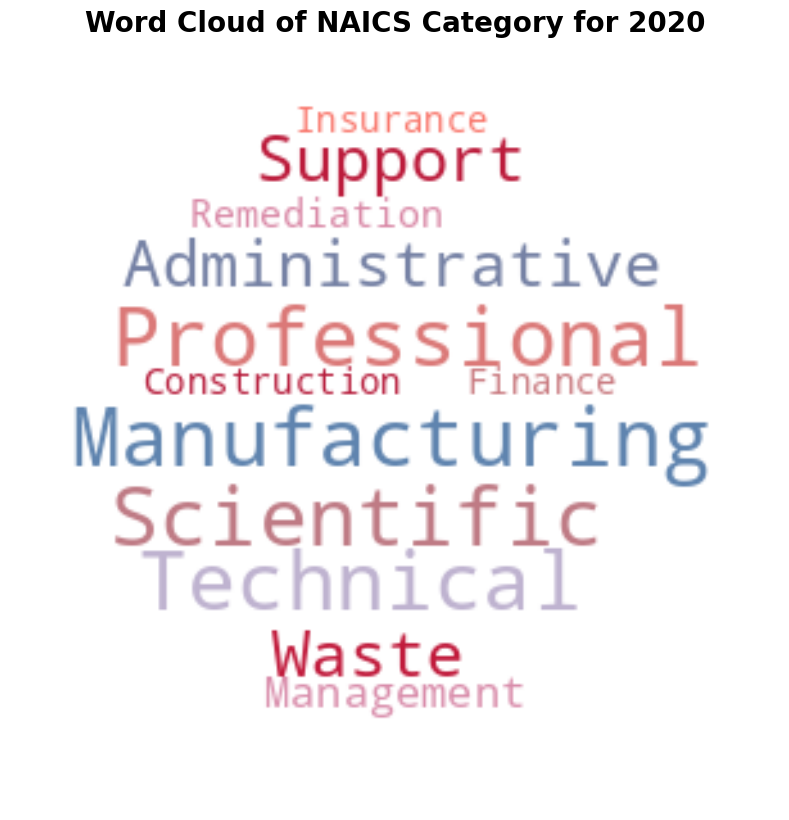 Word Cloud of NAICS Category for 2020
Insurance
Support
Remediation
Administrative
Professional
Construction Finance
Manufacturing
Scientific
Technical
Waste
Management